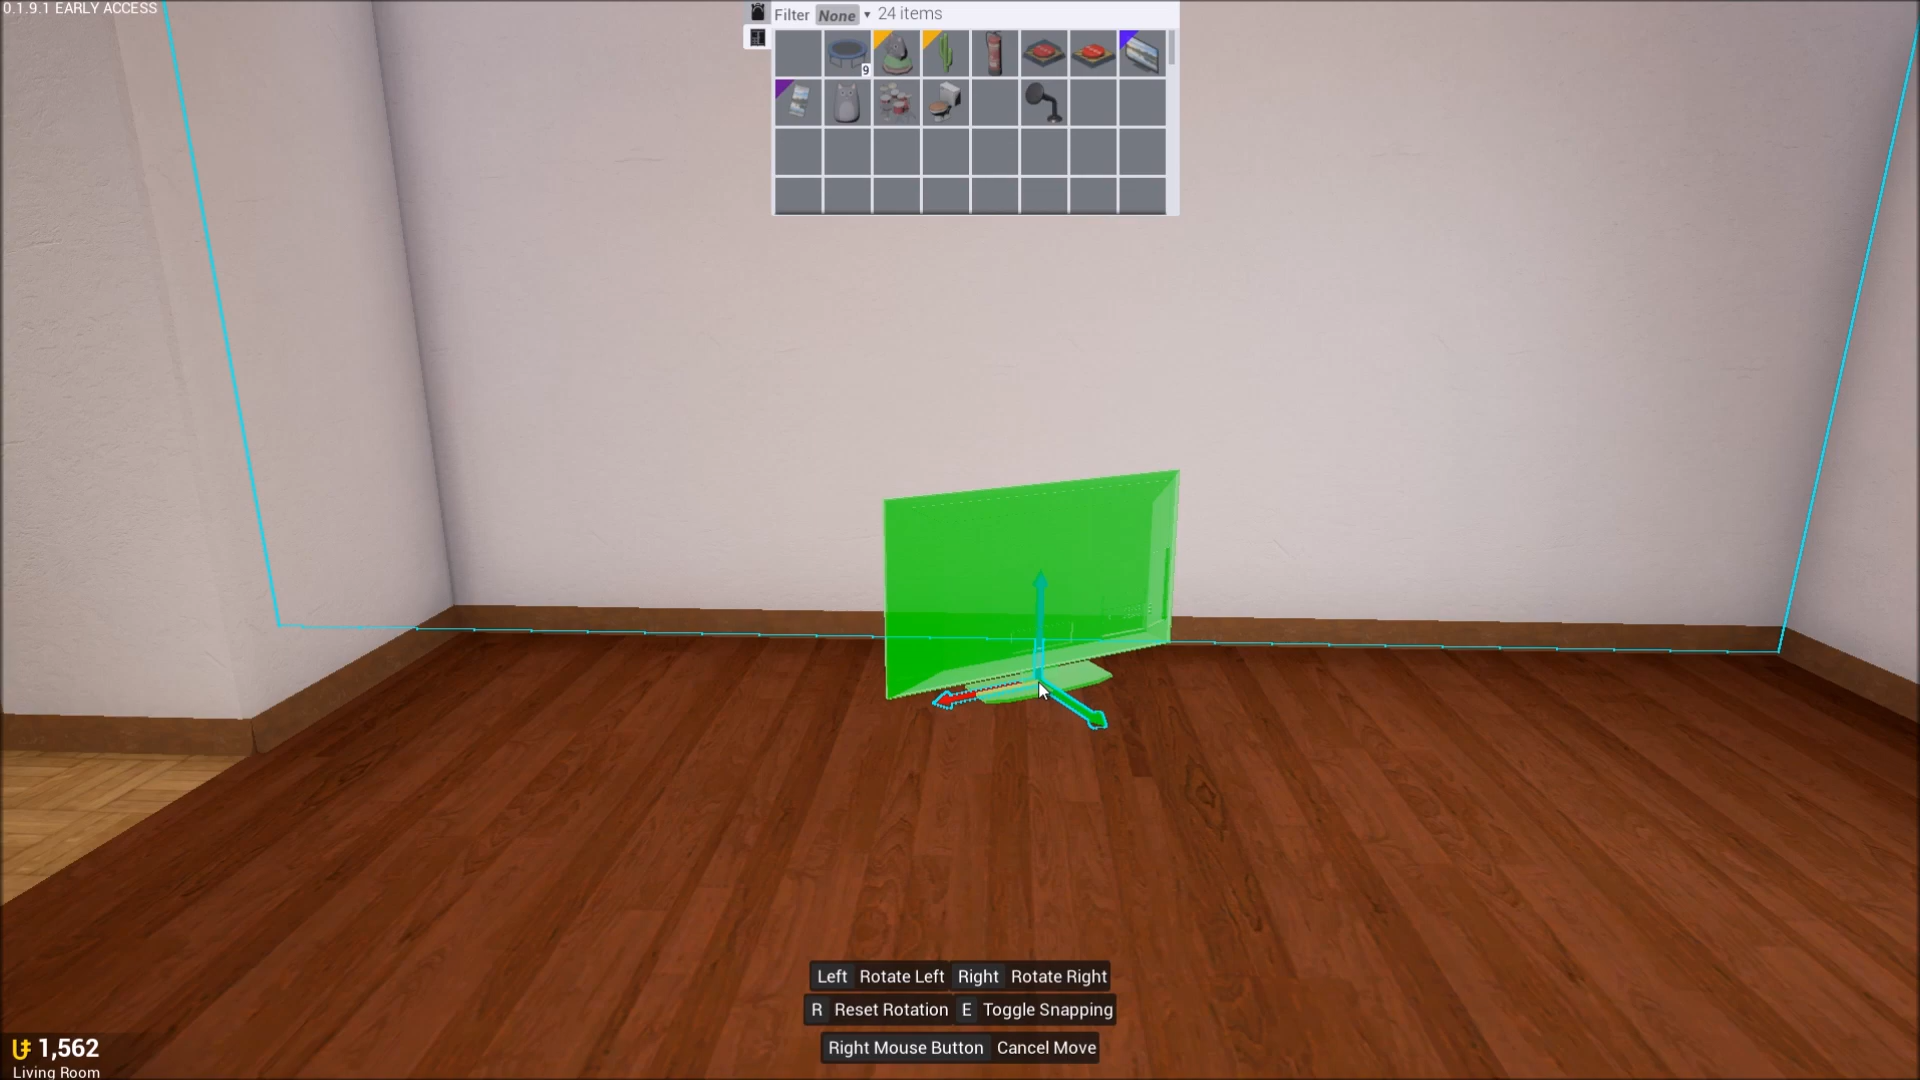 0.1.9.1 EARLY ACCESS
Filter None ▾ 24 items
9
Left Rotate Left Right Rotate Right
R Reset Rotation E Toggle Snapping
Right Mouse Button Cancel Move
1,562
Living Room